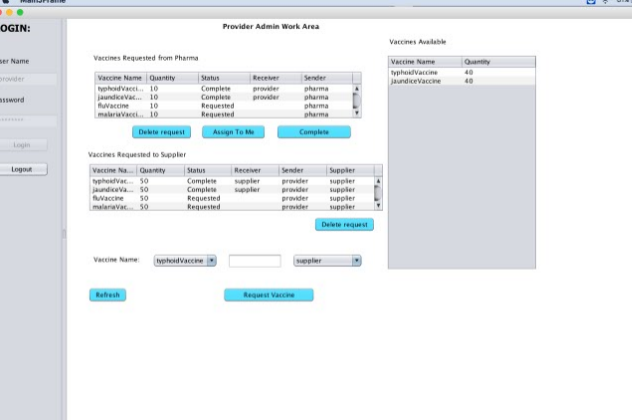 Main3Frame
OGIN:
Provider Admin Work Area
Vaccines Available
ser Name
provider
assword
Login
Logout
Vaccines Requested from Pharma
Vaccine Name Quantity Status Receiver Sender
typhoidVacci... 10 Complete provider pharma
jaundiceVac... 10 Complete provider pharma
fluVaccine 10 Requested pharma
malariaVacci... 10 Requested pharma
Delete request Assign To Me Complete
Vaccines Requested to Supplier
Vaccine Na... Quantity Status Receiver Sender Supplier
typhoidVac... 50 Complete supplier provider supplier
jaundiceVa... 50 Complete supplier provider supplier
fluVaccine 50 Requested provider supplier
malariaVac... 50 Requested provider supplier
Delete request
Vaccine Name: typhoidVaccine supplier
Refresh Request Vaccine
Vaccine Name Quantity
typhoidVaccine 40
jaundiceVaccine 40